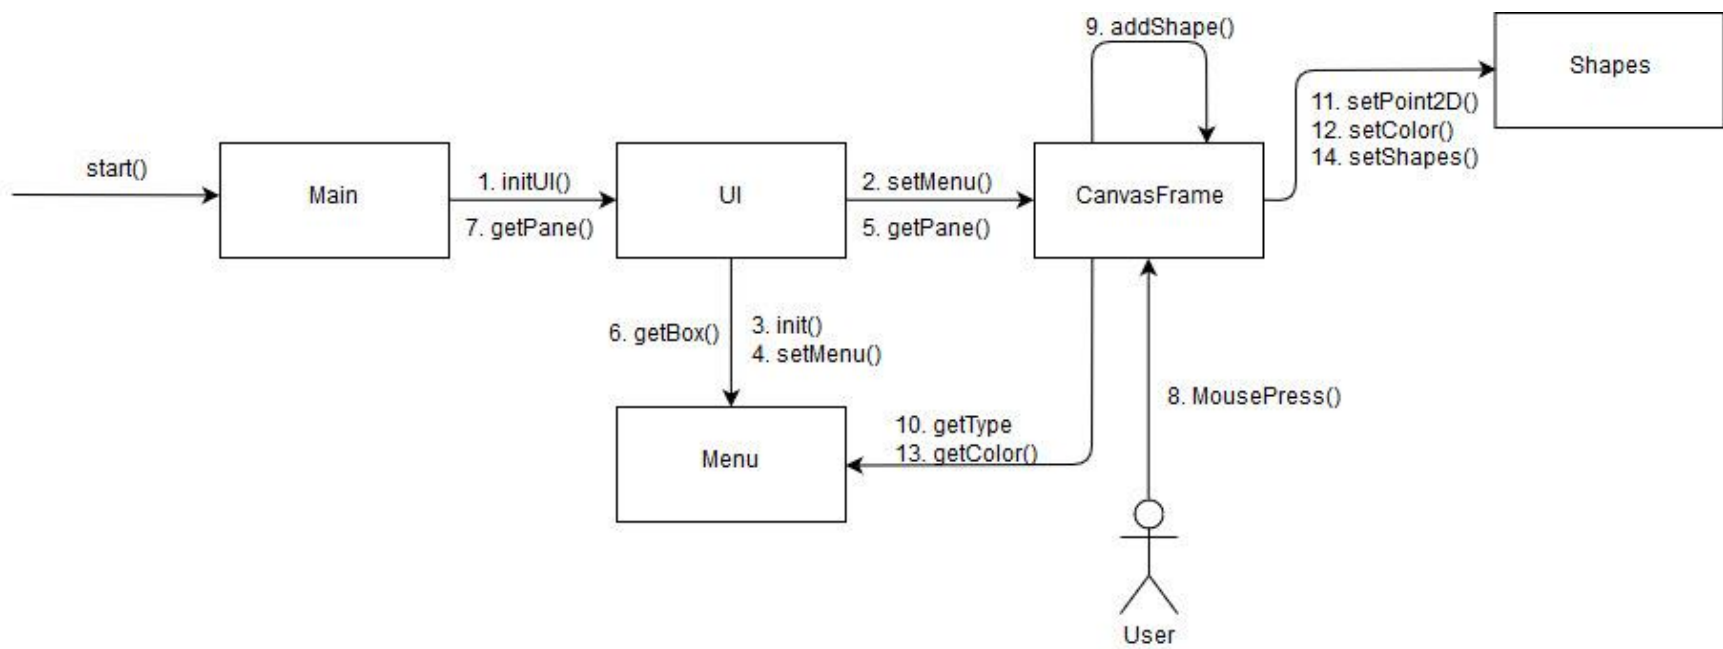 9. addShape()
Shapes
11. setPoint2D()
12. setColor()
14. setShapes()
start()
Main
1. initUI()
7. getPane()
UI
2. setMenu()
5. getPane()
CanvasFrame
6. getBox()
3. init()
4. setMenu()
8. MousePress()
10. getType
13. getColor()
Menu
User